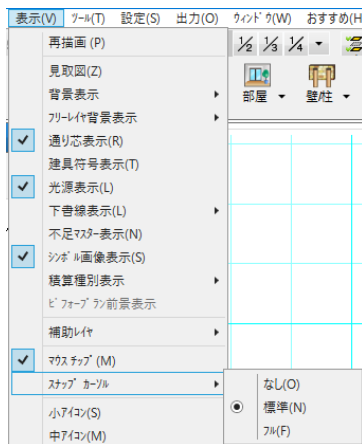 表示(V) ﾂｰﾙ(T) 設定(S) 出力(O) ｳｨﾝﾄﾞｳ(W) おすすめ(H
再描画 (P)
½ ⅓ ¼
見取図(Z)
背景表示
部屋 壁/柱
ﾌﾘｰﾚｲﾔ背景表示
通り芯表示(R)
建具符号表示(T)
光源表示(L)
下書線表示(L)
不足ﾏｽﾀｰ表示(N)
ｼﾝﾎﾞﾙ画像表示(S)
積算種別表示
ﾋﾞﾌｫｰﾌﾟﾗﾝ前景表示
補助ﾚｲﾔ
ﾏｳｽ ﾁｯﾌﾟ (M)
ｽﾅｯﾌﾟ ｶｰｿﾙ
なし(O)
標準(N)
ﾌﾙ(F)
小ｱｲｺﾝ(S)
中ｱｲｺﾝ(M)